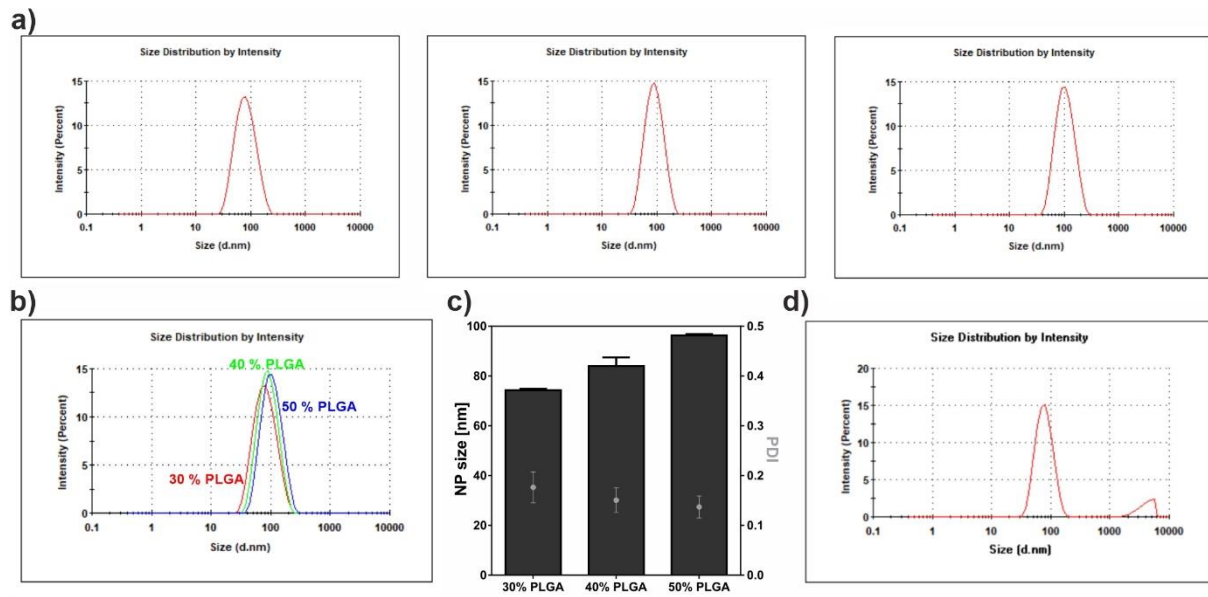 a)
Size Distribution by Intensity
Intensity (Percent)
15
10
5
0
0.1 1 10 100 1000 10000
Size (d.nm)
Size Distribution by Intensity
Intensity (Percent)
15
10
5
0
0.1 1 10 100 1000 10000
Size (d.nm)
Size Distribution by Intensity
Intensity (Percent)
15
10
5
0
0.1 1 10 100 1000 10000
Size (d.nm)
b)
Size Distribution by Intensity
40 % PLGA
50 % PLGA
30 % PLGA
Intensity (Percent)
15
10
5
0
0.1 1 10 100 1000 10000
Size (d.nm)
c)
NP size [nm]
100
80
60
40
20
0
0.5
0.4
0.3
0.2
0.1
0.0
PDI
30% PLGA 40% PLGA 50% PLGA
d)
Size Distribution by Intensity
Intensity (Percent)
20
15
10
5
0
0.1 1 10 100 1000 10000
Size (d.nm)